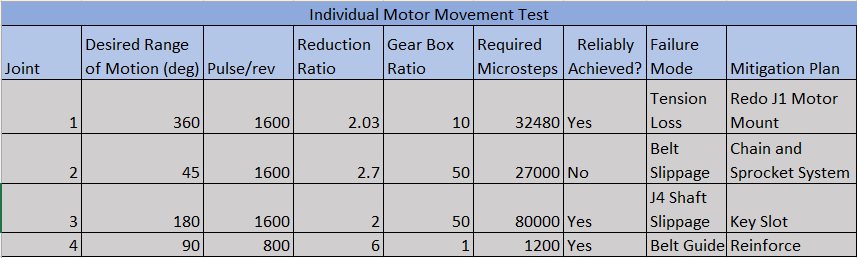 Individual Motor Movement Test
Joint Desired Range of Motion (deg) Pulse/rev Reduction Ratio Gear Box Ratio Required Microsteps Reliably Achieved? Failure Mode Mitigation Plan
1 360 1600 2.03 10 32480 Yes Tension Loss Redo J1 Motor Mount
2 45 1600 2.7 50 27000 No Belt Slippage Chain and Sprocket System
3 180 1600 2 50 80000 Yes J4 Shaft Slippage Key Slot
4 90 800 6 1 1200 Yes Belt Guide Reinforce